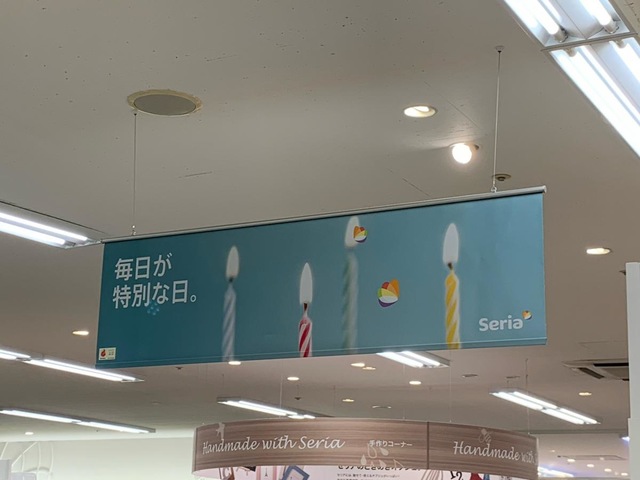 毎日が
特別な日。
Seria
Handmade with Seria
手作りコーナー
Handmade with